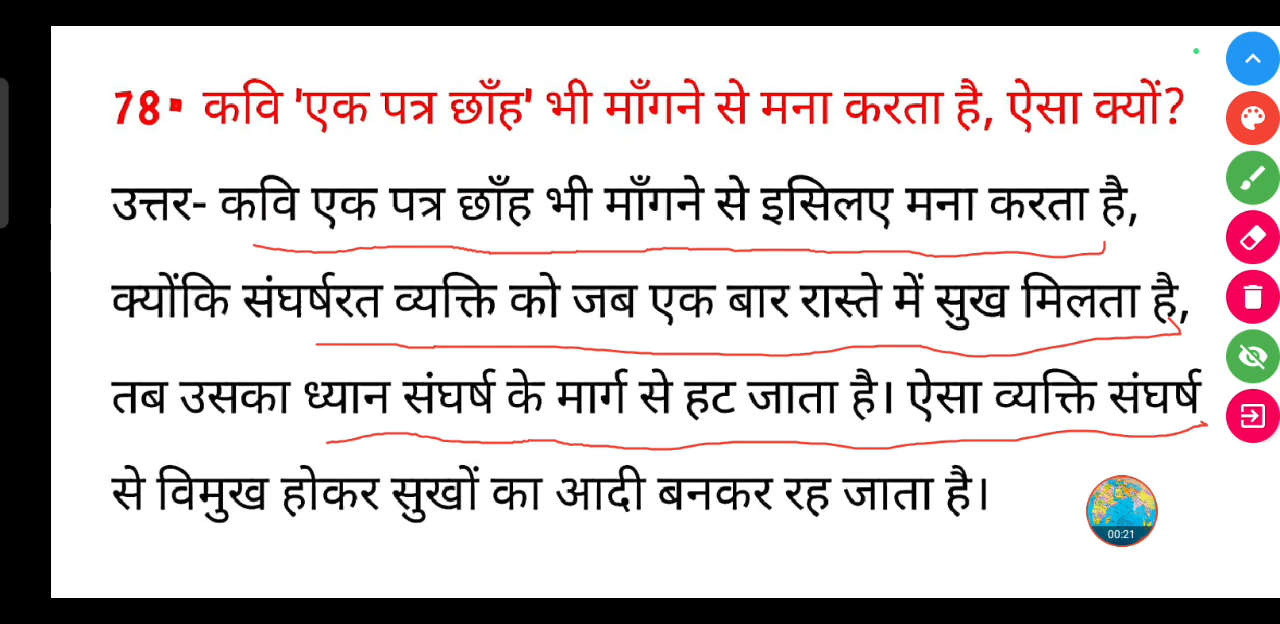 78. कवि 'एक पत्र छाँह' भी माँगने से मना करता है, ऐसा क्यों?
उत्तर- कवि एक पत्र छाँह भी माँगने से इसिलए मना करता है,
क्योंकि संघर्षरत व्यक्ति को जब एक बार रास्ते में सुख मिलता है,
तब उसका ध्यान संघर्ष के मार्ग से हट जाता है। ऐसा व्यक्ति संघर्ष
से विमुख होकर सुखों का आदी बनकर रह जाता है।
00:21